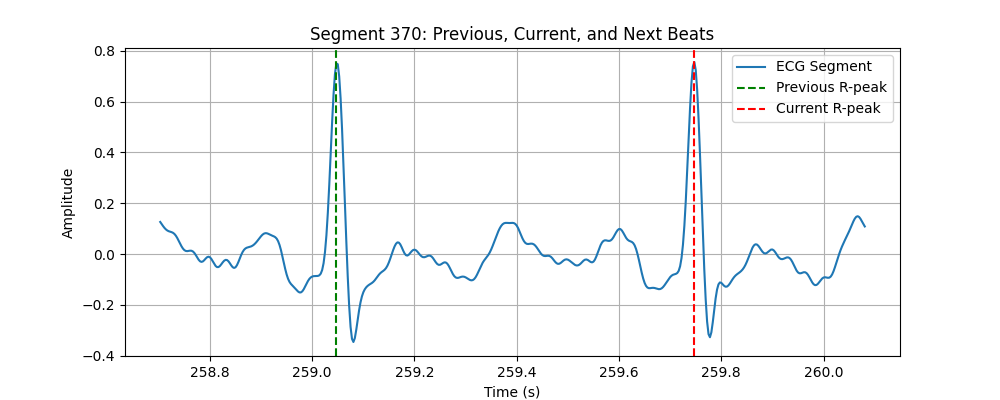 Segment 370: Previous, Current, and Next Beats
ECG Segment
Previous R-peak
Current R-peak
Amplitude
0.8
0.6
0.4
0.2
0.0
−0.2
−0.4
258.8 259.0 259.2 259.4 259.6 259.8 260.0
Time (s)